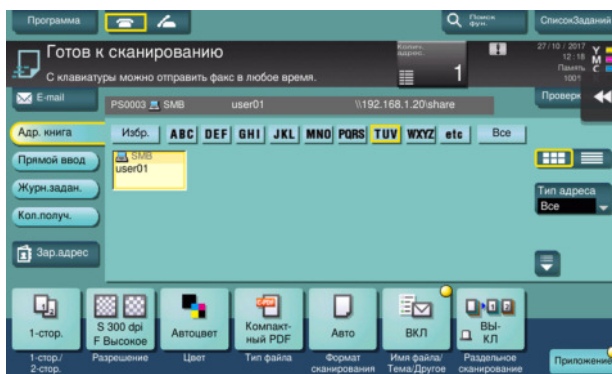 Программа
Поиск
Фун.
СписокЗаданий
Готов к сканированию
С клавиатуры можно отправить факс в любое время.
Колич.
адрес.
1
27/10 / 2017
12 : 18
Память
100°
Y
M
C
K
E-mail
PS0003 SMB user01 \\192.168.1.20\share
Проверк
Адр. книга
Избр. ABC DEF GHI JKL MNO PQRS TUV WXYZ etc Все
Прямой ввод
SMB
user01
Журн.задан.
Тип адреса
Все
Кол.получ.
Зар.адрес
1-стор.
S 300 dpi
F Высокое
Автоцвет
Компакт-
ный PDF
Авто
ВКЛ
ВЫ-
КЛ
1-стор./
2-стор.
Разрешение
Цвет
Тип файла
Формат
сканирования
Имя файла/
Тема/Другое
Раздельное
сканирование
Приложение